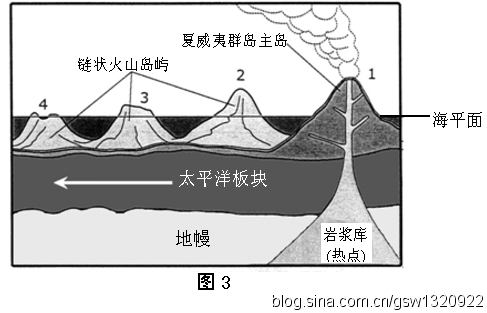 夏威夷群岛主岛
链状火山岛屿
1
2
3
4
海平面
太平洋板块
地幔
岩浆库
(热点)
图 3
blog.sina.com.cn/gsw1320922